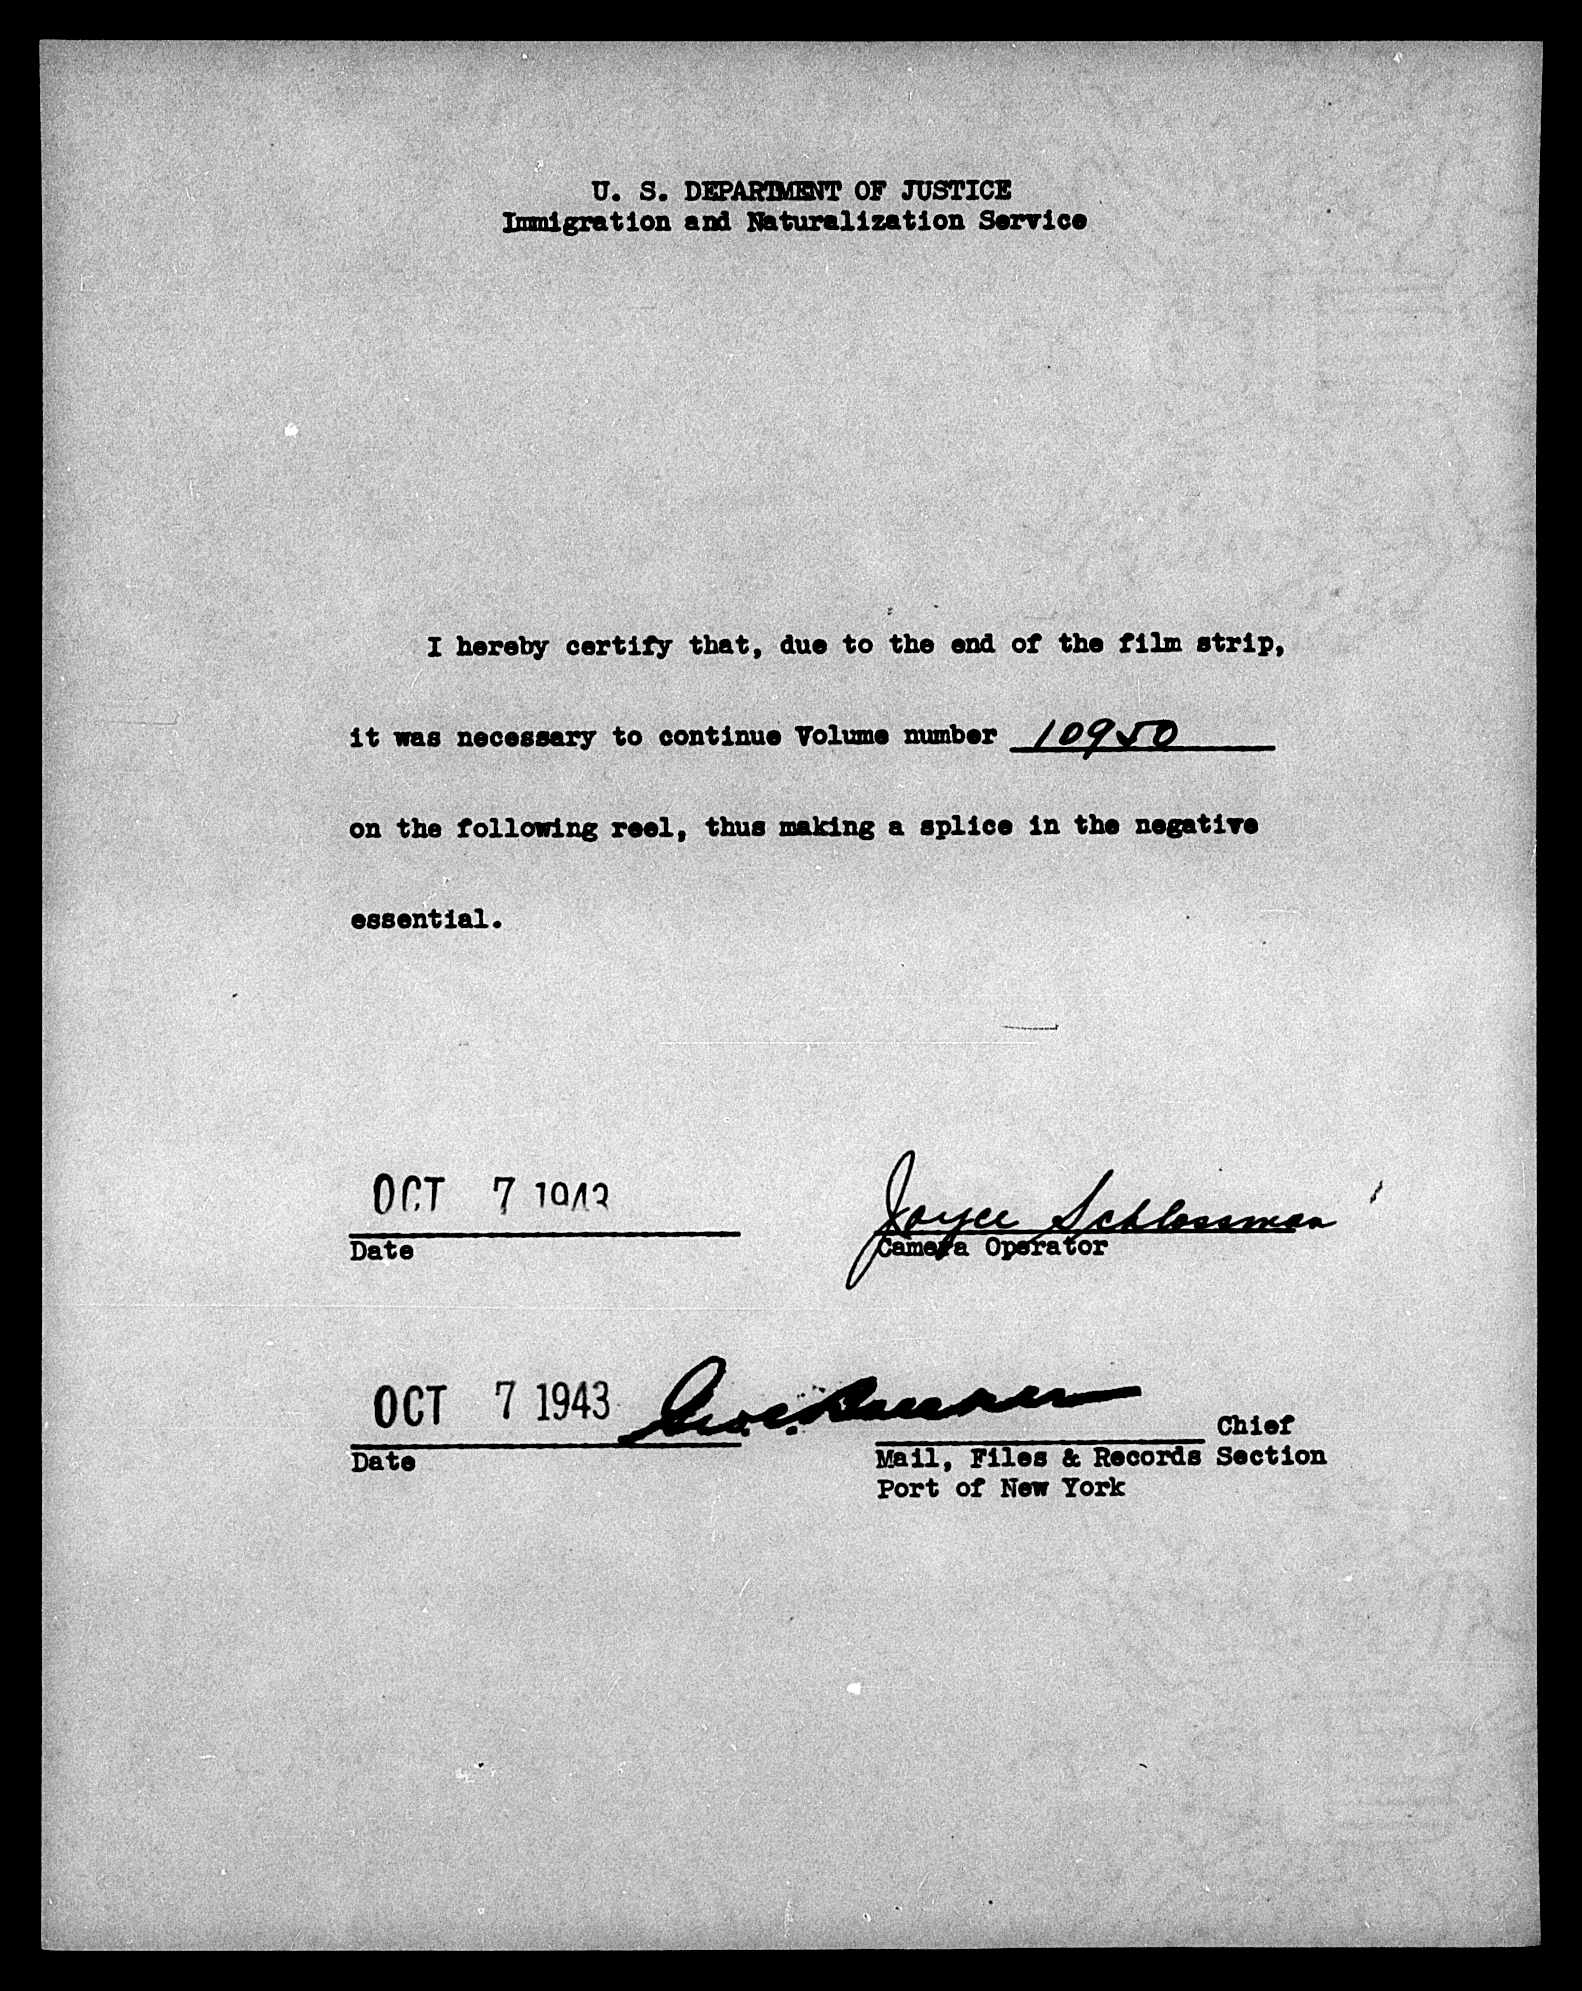 U. S. DEPARTMENT OF JUSTICE
Immigration and Naturalization Service
I hereby certify that, due to the end of the film strip,
it was necessary to continue Volume number 10950
on the following reel, thus making a splice in the negative
essential.
OCT 7 1943 Joyce Schlossman
Date Camera Operator
OCT 7 1943
Chief
Date Mail, Files & Records Section
Port of New York